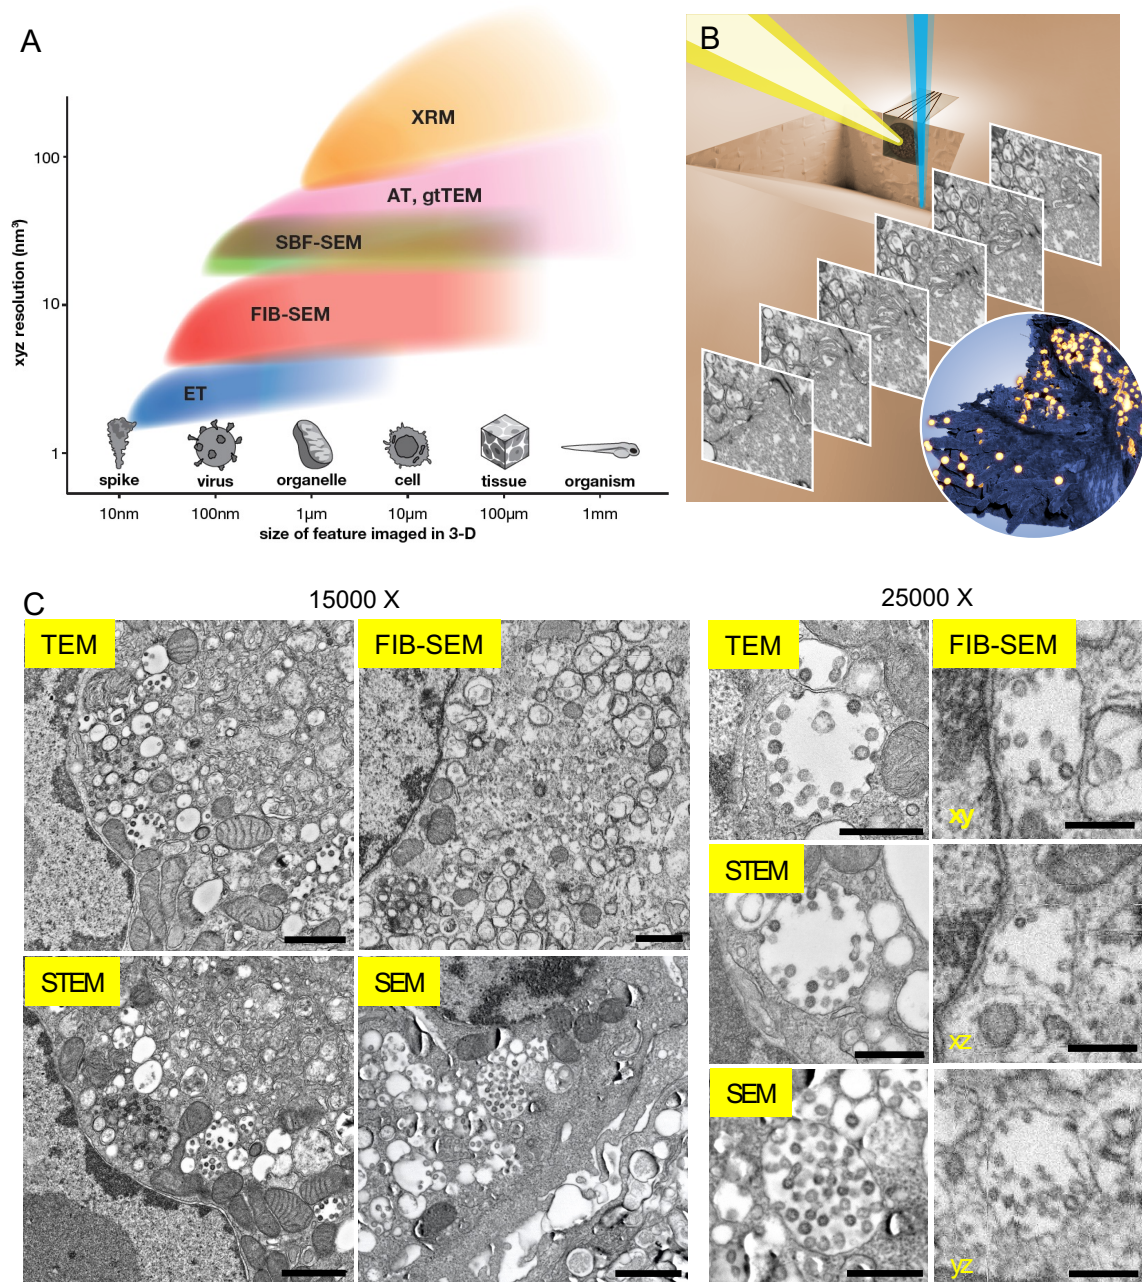 A
xyz resolution (nm³)
100
10
1
XRM
AT, gtTEM
SBF-SEM
FIB-SEM
ET
spike virus organelle cell tissue organism
10nm 100nm 1µm 10µm 100µm 1mm
size of feature imaged in 3-D
B
C
15000 X
25000 X
TEM
FIB-SEM
STEM
SEM
TEM
FIB-SEM
xy
STEM
xz
SEM
yz